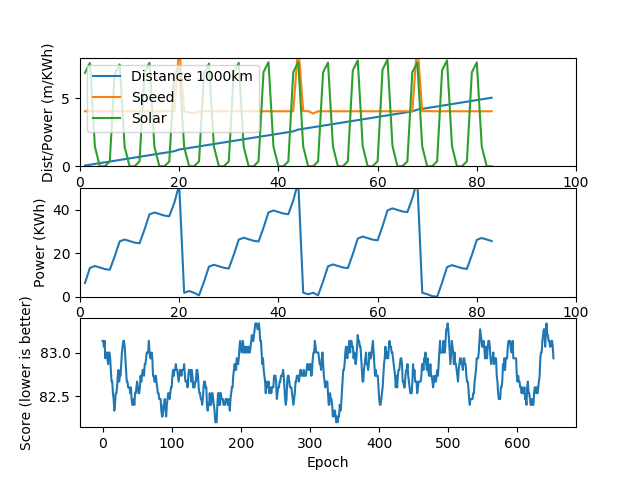 Dist/Power (m/KWh)
5
0
Distance 1000km
Speed
Solar
0 20 40 60 80 100
Power (KWh)
40
20
0
0 20 40 60 80 100
Score (lower is better)
83.0
82.5
0 100 200 300 400 500 600
Epoch